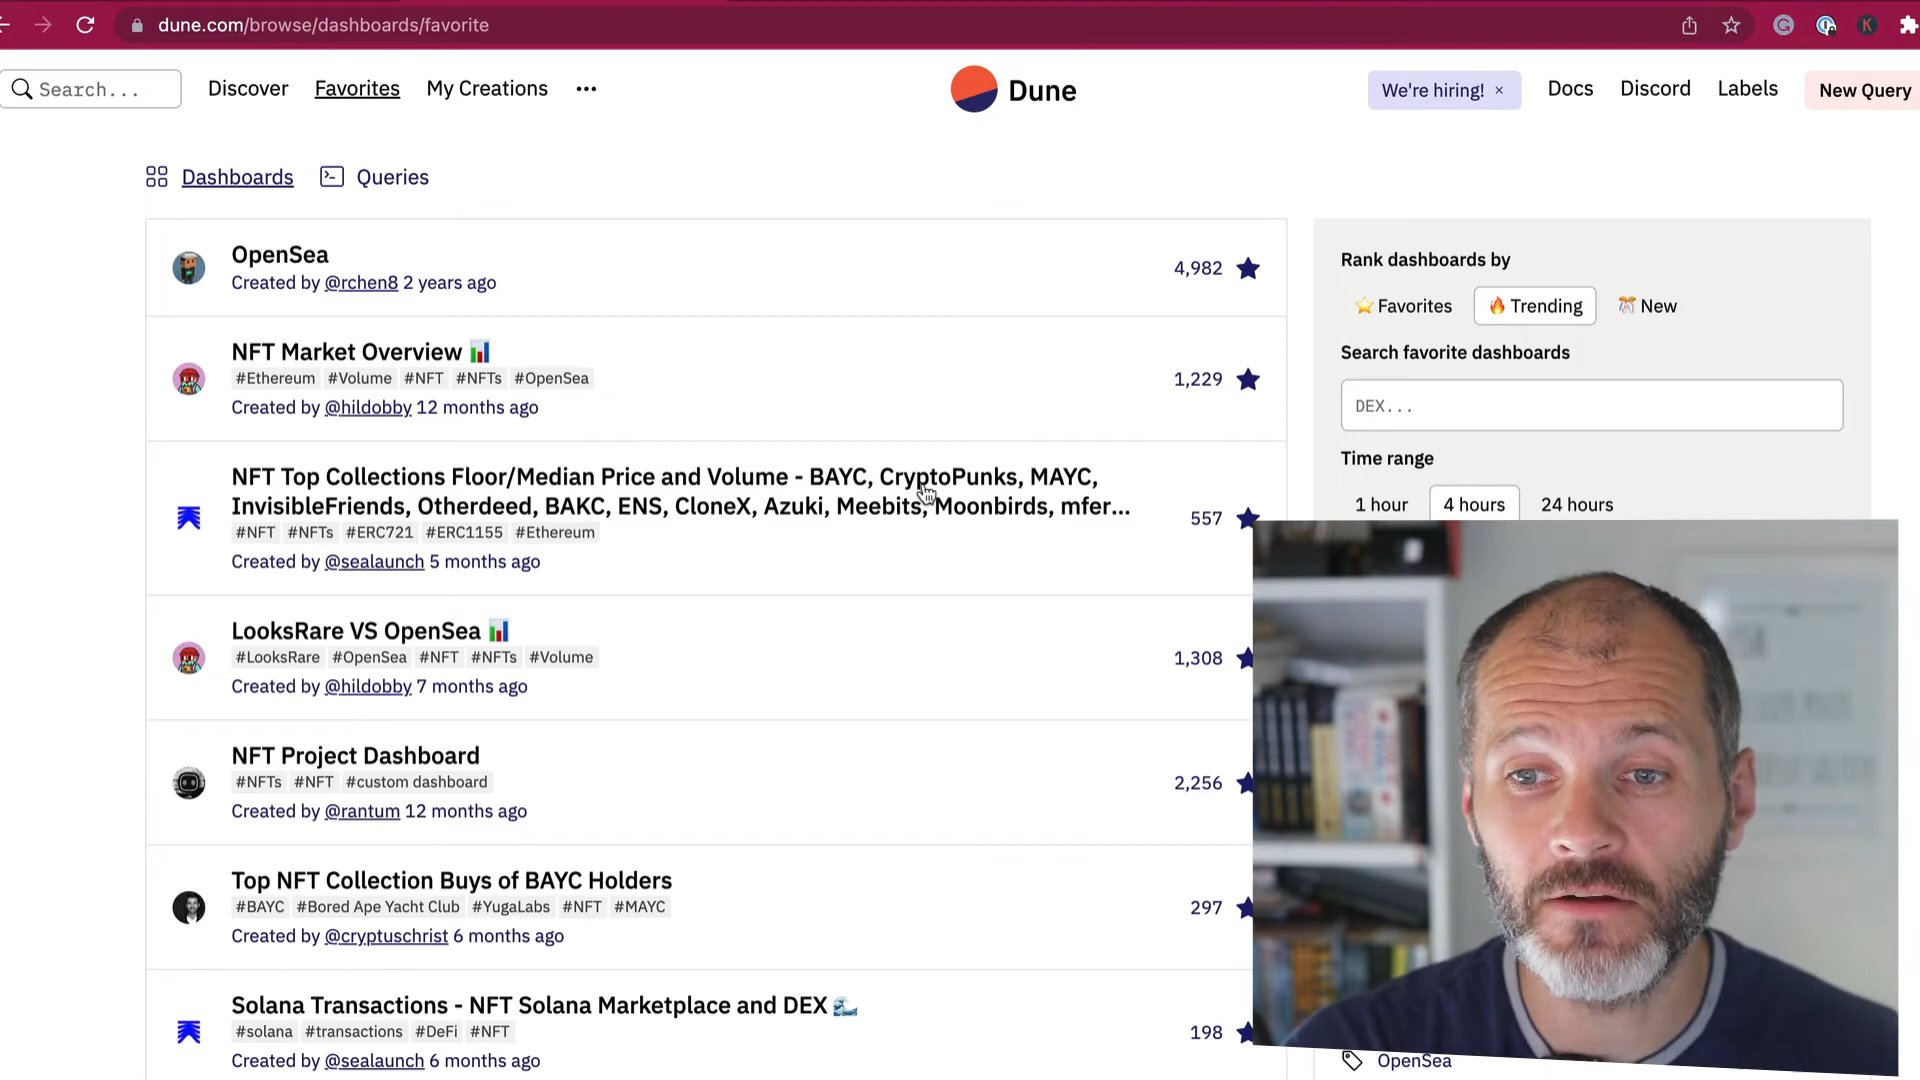 dune.com/browse/dashboards/favorite
K
Search...
Discover
Favorites
My Creations
Dune
We're hiring! ×
Docs
Discord
Labels
New Query
Dashboards
Queries
OpenSea
Created by @rchen8 2 years ago
4,982
NFT Market Overview
#Ethereum #Volume #NFT #NFTs #OpenSea
Created by @hildobby 12 months ago
1,229
NFT Top Collections Floor/Median Price and Volume - BAYC, CryptoPunks, MAYC,
InvisibleFriends, Otherdeed, BAKC, ENS, CloneX, Azuki, Meebits, Moonbirds, mfer...
#NFT #NFTs #ERC721 #ERC1155 #Ethereum
Created by @sealaunch 5 months ago
557
LooksRare VS OpenSea
#LooksRare #OpenSea #NFT #NFTs #Volume
Created by @hildobby 7 months ago
1,308
NFT Project Dashboard
#NFTs #NFT #custom dashboard
Created by @rantum 12 months ago
2,256
Top NFT Collection Buys of BAYC Holders
#BAYC #Bored Ape Yacht Club #YugaLabs #NFT #MAYC
Created by @cryptuschrist 6 months ago
297
Solana Transactions - NFT Solana Marketplace and DEX
#solana #transactions #DeFi #NFT
Created by @sealaunch 6 months ago
198
Rank dashboards by
Favorites
Trending
New
Search favorite dashboards
DEX...
Time range
1 hour
4 hours
24 hours
OpenSea